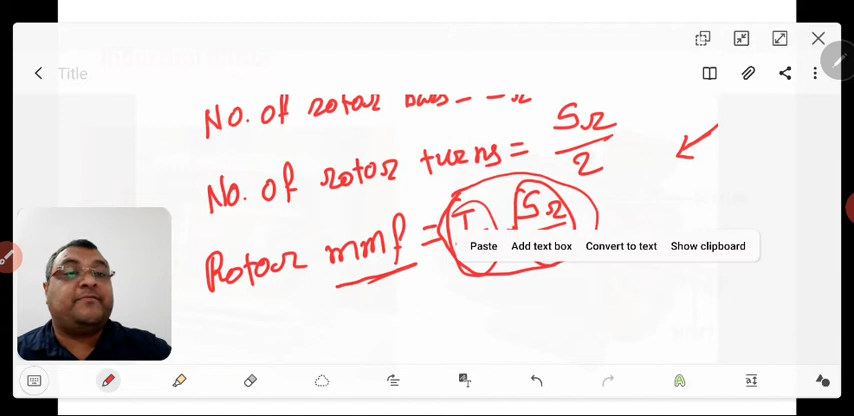 Title
No. of rotor
No. of rotor turns = Sr/2
Rotor mmf = I Sr
Paste Add text box Convert to text Show clipboard